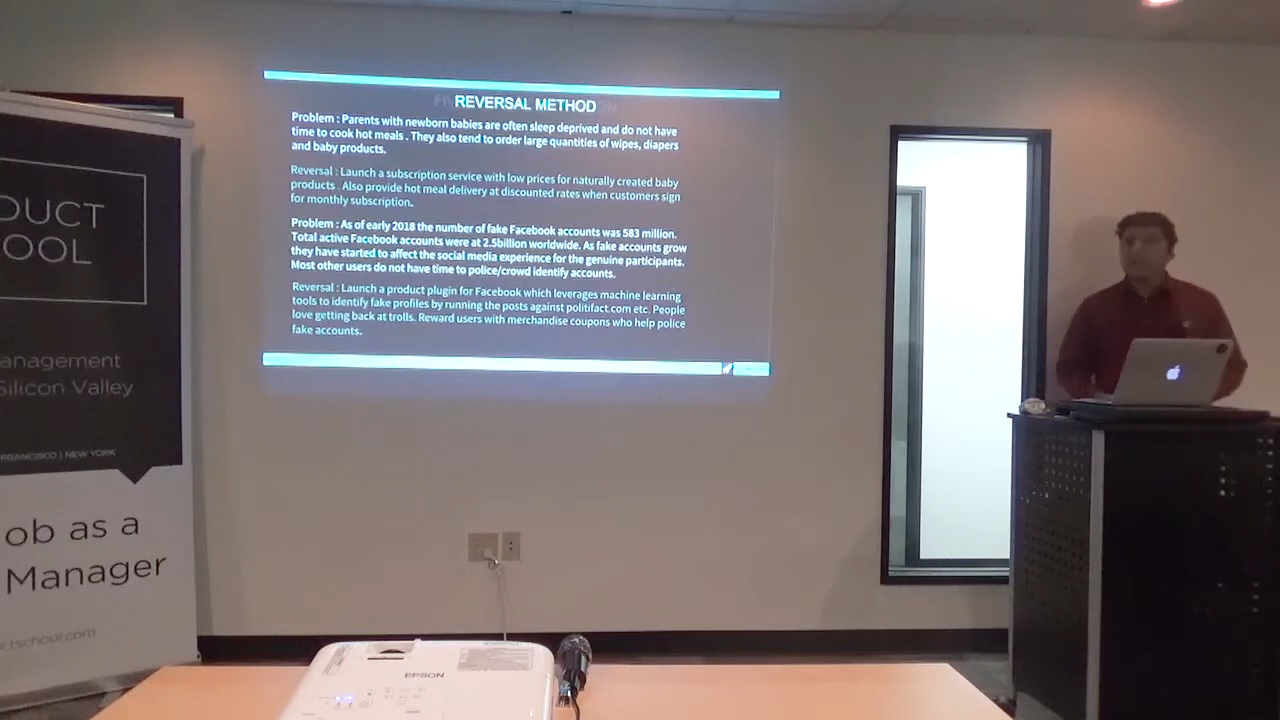 REVERSAL METHOD
Problem : Parents with newborn babies are often sleep deprived and do not have
time to cook hot meals . They also tend to order large quantities of wipes, diapers
and baby products.
Reversal : Launch a subscription service with low prices for naturally created baby
products . Also provide hot meal delivery at discounted rates when customers sign
for monthly subscription.
Problem : As of early 2018 the number of fake Facebook accounts was 583 million.
Total active Facebook accounts were at 2.5billion worldwide. As fake accounts grow
they have started to affect the social media experience for the genuine participants.
Most other users do not have time to police/crowd identify accounts.
Reversal : Launch a product plugin for Facebook which leverages machine learning
tools to identify fake profiles by running the posts against politifact.com etc. People
love getting back at trolls. Reward users with merchandise coupons who help police
fake accounts.
DUCT
OOL
anagement
Silicon Valley
FRANCISCO | NEW YORK
ob as a
Manager
ctschool.com
EPSON